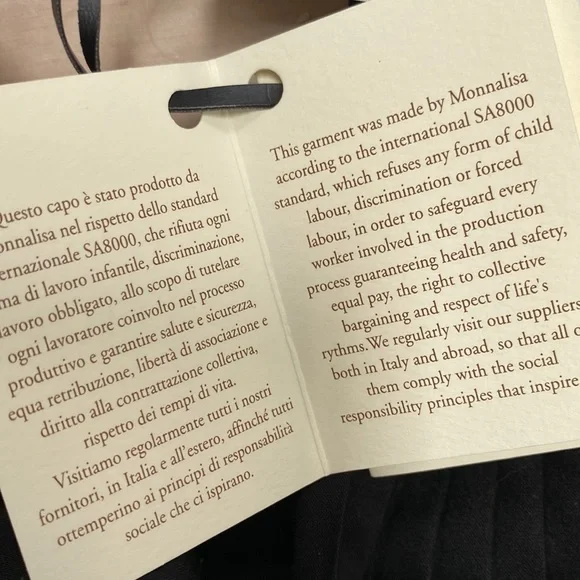 Questo capo è stato prodotto da
nel rispetto dello standard
SA8000, che rifiuta ogni
di lavoro infantile, discriminazione,
lavoro obbligato, allo scopo di tutelare
ogni lavoratore coinvolto nel processo
produttivo e garantire salute e sicurezza,
equa retribuzione, libertà di associazione e
diritto alla contrattazione collettiva,
rispetto dei tempi di vita.
Visitiamo regolarmente tutti i nostri
fornitori, in Italia e all'estero, affinché tutti
ottemperino ai principi di responsabilità
sociale che ci ispirano.
This garment was made by Monnalisa
according to the international SA8000
standard, which refuses any form of child
labour, discrimination or forced
labour, in order to safeguard every
worker involved in the production
process guaranteeing health and safety,
equal pay, the right to collective
bargaining and respect of life's
rythms.We regularly visit our suppliers
both in Italy and abroad, so that all
them comply with the social
responsibility principles that inspire